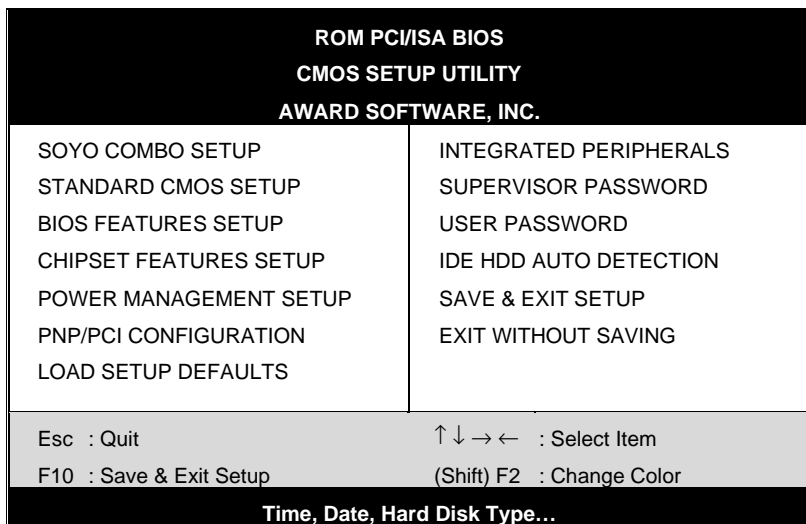 ROM PCI/ISA BIOS
CMOS SETUP UTILITY
AWARD SOFTWARE, INC.
SOYO COMBO SETUP
STANDARD CMOS SETUP
BIOS FEATURES SETUP
CHIPSET FEATURES SETUP
POWER MANAGEMENT SETUP
PNP/PCI CONFIGURATION
LOAD SETUP DEFAULTS
INTEGRATED PERIPHERALS
SUPERVISOR PASSWORD
USER PASSWORD
IDE HDD AUTO DETECTION
SAVE & EXIT SETUP
EXIT WITHOUT SAVING
Esc : Quit
↑ ↓ → ← : Select Item
F10 : Save & Exit Setup
(Shift) F2 : Change Color
Time, Date, Hard Disk Type…